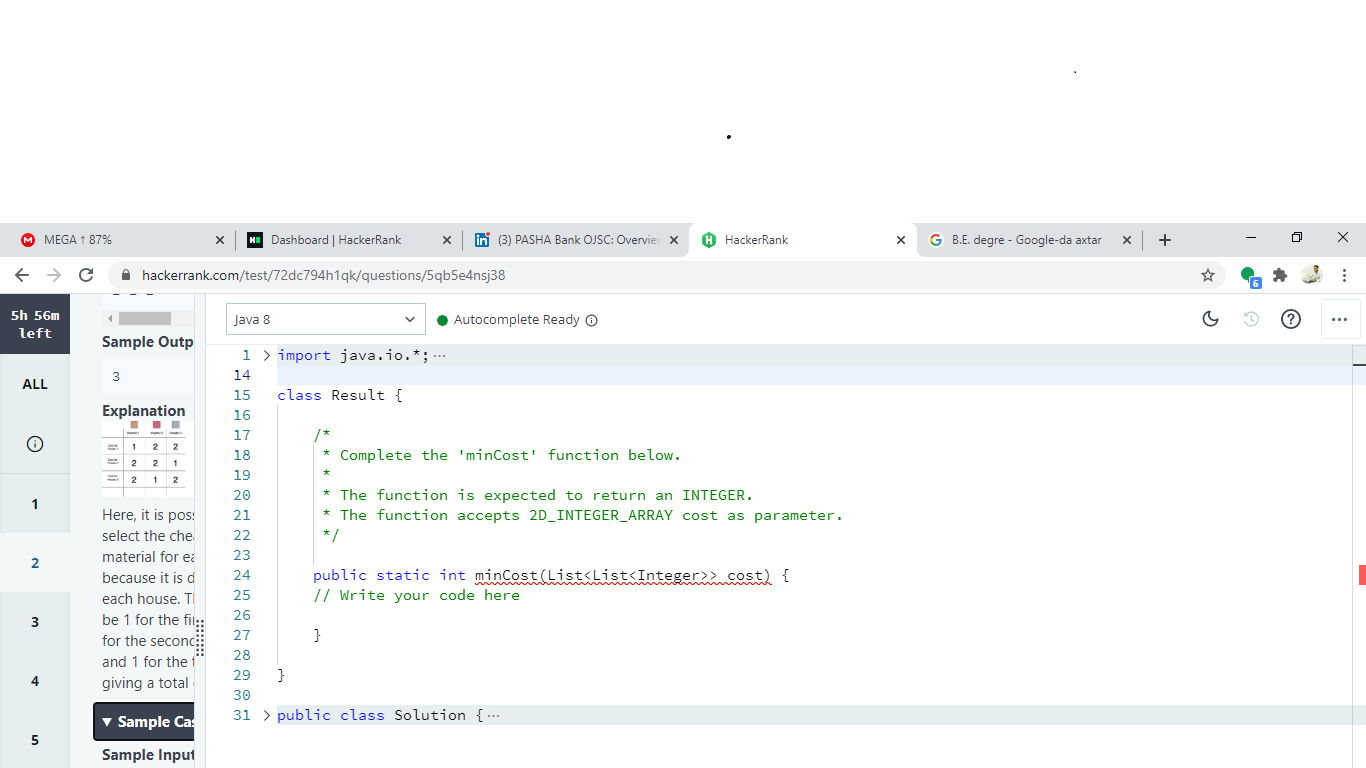 MEGA ↑ 87%
Dashboard | HackerRank
(3) PASHA Bank OJSC: Overvie
HackerRank
B.E. degre - Google-da axtar
hackerrank.com/test/72dc794h1qk/questions/5qb5e4nsj38
6
5h 56m
left
ALL
1
2
3
4
5
Sample Outp
3
Explanation
1 2 2
2 2 1
2 1 2
Here, it is poss
select the chea
material for ea
because it is d
each house. T
be 1 for the fir
for the second
and 1 for the t
giving a total
Sample Cas
Sample Input
Java 8
Autocomplete Ready
1 import java.io.*;
14
15 class Result {
16
17 /*
18 * Complete the 'minCost' function below.
19 *
20 * The function is expected to return an INTEGER.
21 * The function accepts 2D_INTEGER_ARRAY cost as parameter.
22 */
23
24 public static int minCost(List<List<Integer>> cost) {
25 // Write your code here
26
27 }
28
29 }
30
31 public class Solution {